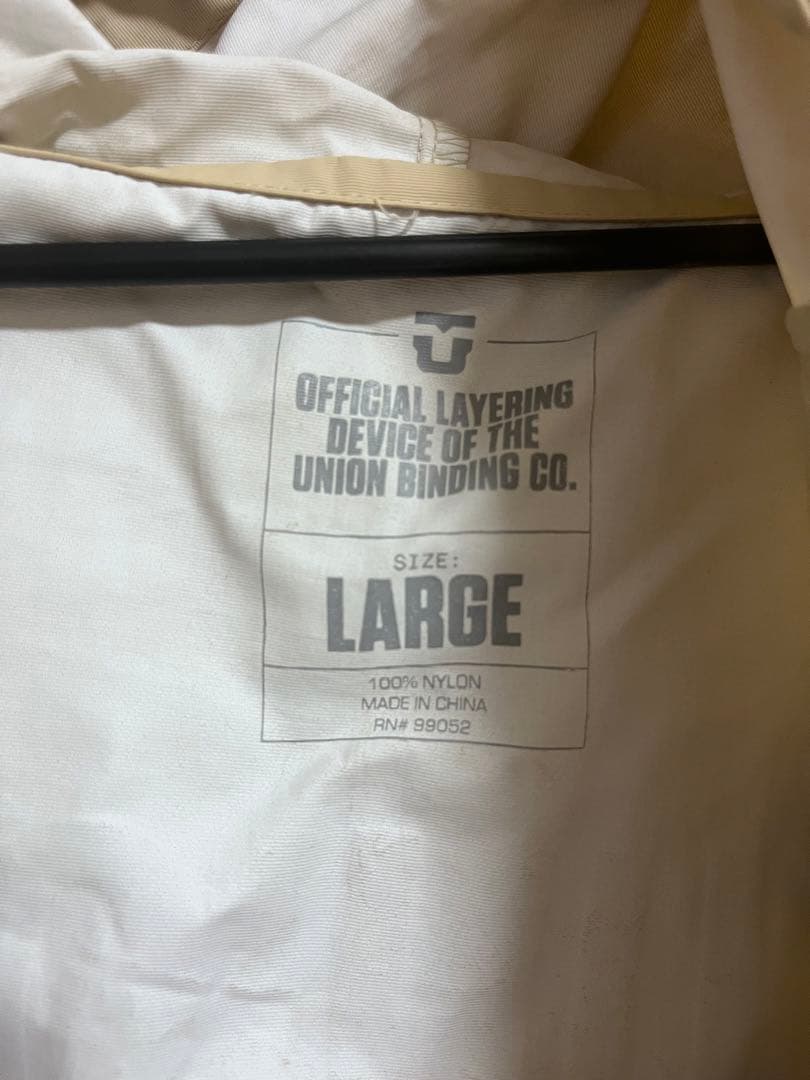 OFFICIAL LAYERING
DEVICE OF THE
UNION BINDING CO.
SIZE:
LARGE
100% NYLON
MADE IN CHINA
RN# 99052